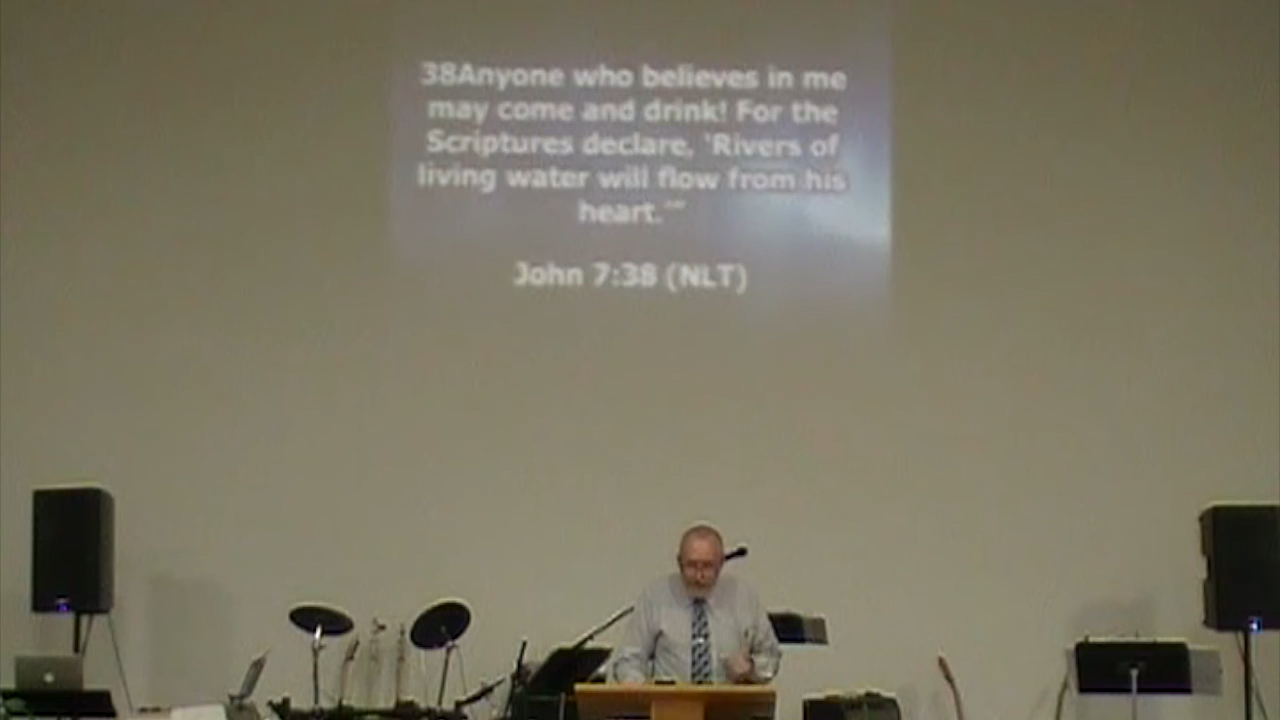 38Anyone who believes in me
may come and drink! For the
Scriptures declare, ‘Rivers of
living water will flow from his
heart.’”
John 7:38 (NLT)